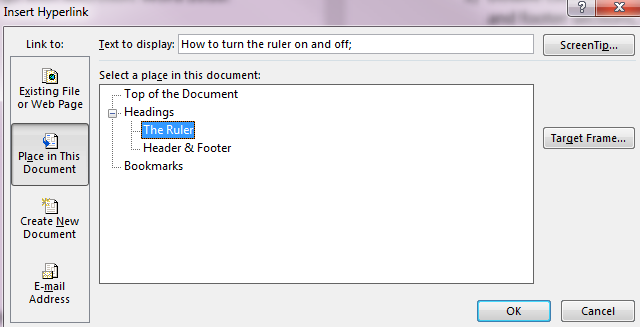 Insert Hyperlink
?
Link to:
Text to display:
How to turn the ruler on and off;
ScreenTip...
Select a place in this document:
Existing File
or Web Page
Place in This
Document
Create New
Document
E-mail
Address
Top of the Document
Headings
The Ruler
Header & Footer
Bookmarks
Target Frame...
OK
Cancel